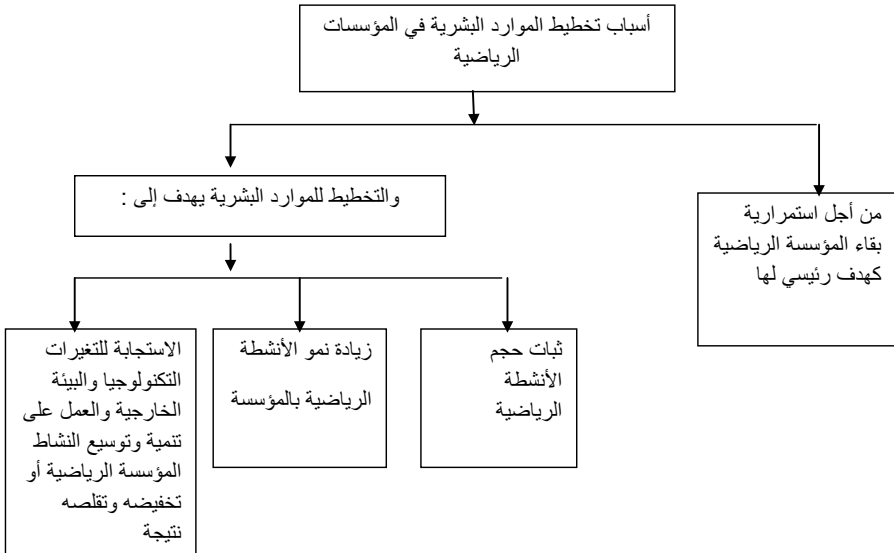 أسباب تخطيط الموارد البشرية في المؤسسات
الرياضية
من أجل استمرارية
بقاء المؤسسة الرياضية
كهدف رئيسي لها
والتخطيط للموارد البشرية يهدف إلى :
ثبات حجم
الأنشطة
الرياضية
زيادة نمو الأنشطة
الرياضية بالمؤسسة
الاستجابة للتغيرات
التكنولوجيا والبيئة
الخارجية والعمل على
تنمية وتوسيع النشاط
المؤسسة الرياضية أو
تخفيضه وتقلصه
نتيجة